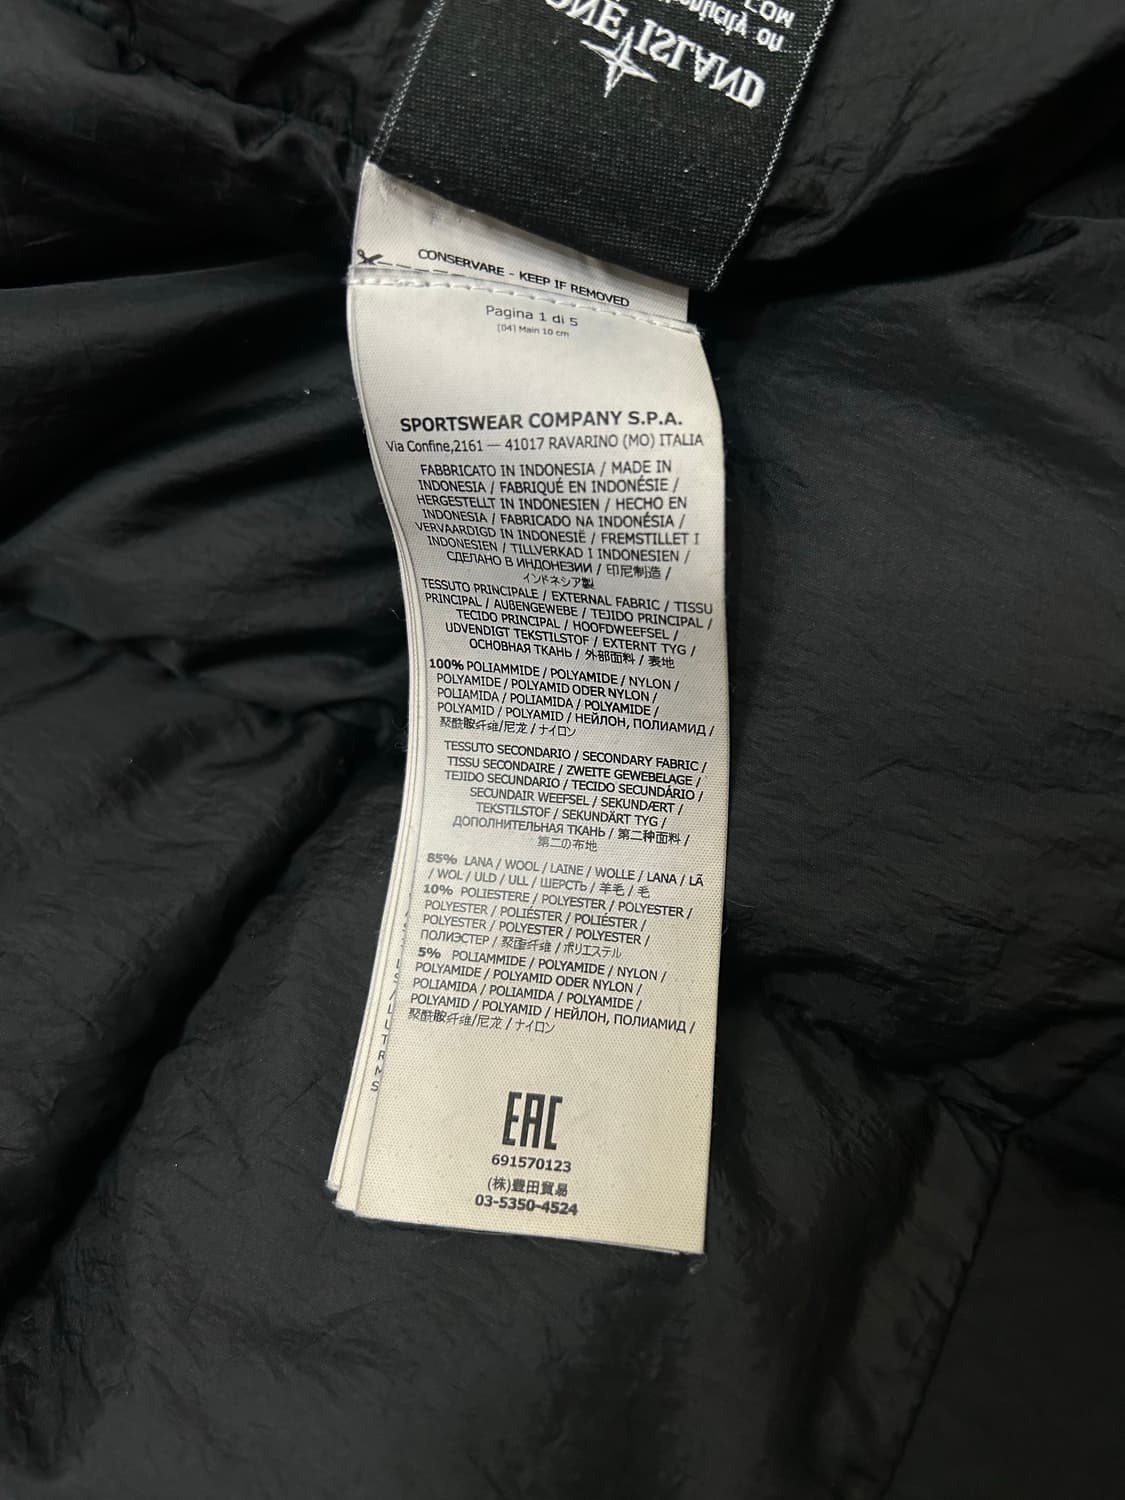 ONE ISLAND
CONSERVARE - KEEP IF REMOVED
Pagina 1 di 5
[04] Main 10 cm
SPORTSWEAR COMPANY S.P.A.
Via Confine,2161 — 41017 RAVARINO (MO) ITALIA
FABBRICATO IN INDONESIA / MADE IN
INDONESIA / FABRIQUÉ EN INDONÉSIE /
HERGESTELLT IN INDONESIEN / HECHO EN
INDONESIA / FABRICADO NA INDONÉSIA /
VERVAARDIGD IN INDONESIË / FREMSTILLET I
INDONESIEN / TILLVERKAD I INDONESIEN /
СДЕЛАНО В ИНДОНЕЗИИ / 印尼制造 /
インドネシア製
TESSUTO PRINCIPALE / EXTERNAL FABRIC / TISSU
PRINCIPAL / AUßENGEWEBE / TEJIDO PRINCIPAL /
TECIDO PRINCIPAL / HOOFDWEEFSEL /
UDVENDIGT TEKSTILSTOF / EXTERNT TYG /
ОСНОВНАЯ ТКАНЬ / 外部面料 / 表地
100% POLIAMMIDE / POLYAMIDE / NYLON /
POLYAMIDE / POLYAMID ODER NYLON /
POLIAMIDA / POLIAMIDA / POLYAMIDE /
POLYAMID / POLYAMID / НЕЙЛОН, ПОЛИАМИД /
聚酰胺纤维/尼龙 / ナイロン
TESSUTO SECONDARIO / SECONDARY FABRIC /
TISSU SECONDAIRE / ZWEITE GEWEBELAGE /
TEJIDO SECUNDARIO / TECIDO SECUNDÁRIO /
SECUNDAIR WEEFSEL / SEKUNDÆRT /
TEKSTILSTOF / SEKUNDÄRT TYG /
ДОПОЛНИТЕЛЬНАЯ ТКАНЬ / 第二种面料 /
第二の布地
85% LANA / WOOL / LAINE / WOLLE / LANA / LÃ
/ WOL / ULD / ULL / ШЕРСТЬ / 羊毛 / 毛
10% POLIESTERE / POLYESTER / POLYESTER /
POLYESTER / POLIÉSTER / POLIÉSTER /
POLYESTER / POLYESTER / POLYESTER /
ПОЛИЭСТЕР / 聚酯纤维 / ポリエステル
5% POLIAMMIDE / POLYAMIDE / NYLON /
POLYAMIDE / POLYAMID ODER NYLON /
POLIAMIDA / POLIAMIDA / POLYAMIDE /
POLYAMID / POLYAMID / НЕЙЛОН, ПОЛИАМИД /
聚酰胺纤维/尼龙 / ナイロン
EAC
691570123
(株)豊田貿易
03-5350-4524